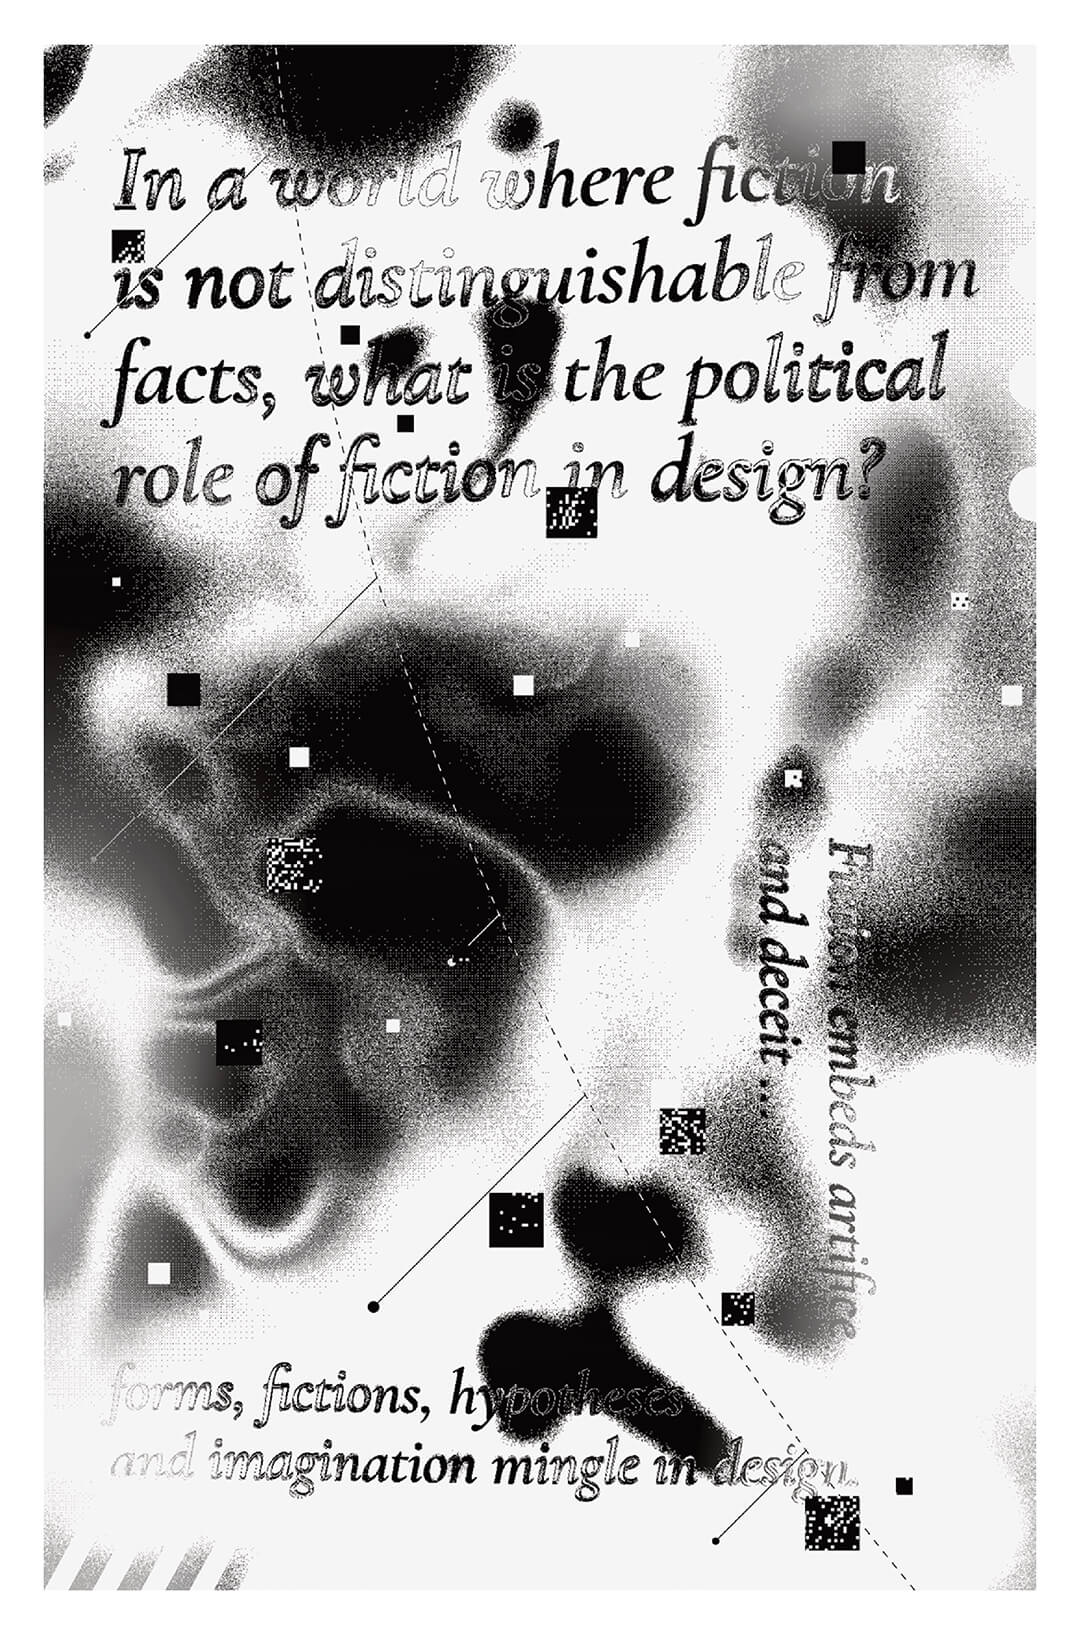 In a world where fiction
is not distinguishable from
facts, what is the political
role of fiction in design?
Fiction embeds artifice
and deceit ....
forms, fictions, hypotheses
and imagination mingle in design.